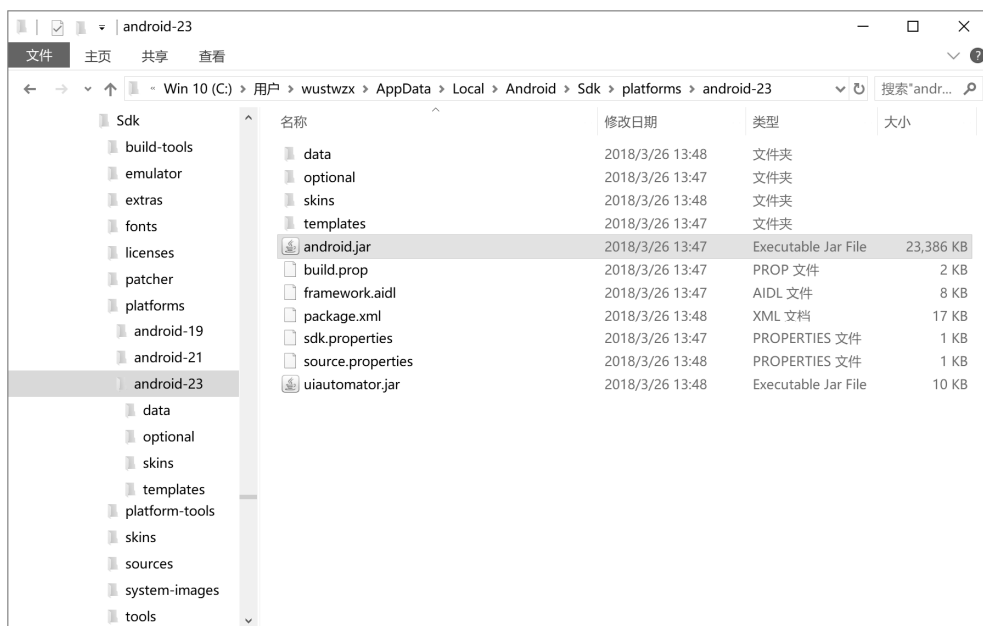 android-23
文件 主页 共享 查看
Win 10 (C:) 用户 wustwzx AppData Local Android Sdk platforms android-23 搜索"andr...
Sdk
build-tools
emulator
extras
fonts
licenses
patcher
platforms
android-19
android-21
android-23
data
optional
skins
templates
platform-tools
skins
sources
system-images
tools
名称 修改日期 类型 大小
data 2018/3/26 13:48 文件夹
optional 2018/3/26 13:47 文件夹
skins 2018/3/26 13:48 文件夹
templates 2018/3/26 13:47 文件夹
android.jar 2018/3/26 13:47 Executable Jar File 23,386 KB
build.prop 2018/3/26 13:47 PROP 文件 2 KB
framework.aidl 2018/3/26 13:47 AIDL 文件 8 KB
package.xml 2018/3/26 13:48 XML 文档 17 KB
sdk.properties 2018/3/26 13:47 PROPERTIES 文件 1 KB
source.properties 2018/3/26 13:48 PROPERTIES 文件 1 KB
uiautomator.jar 2018/3/26 13:48 Executable Jar File 10 KB